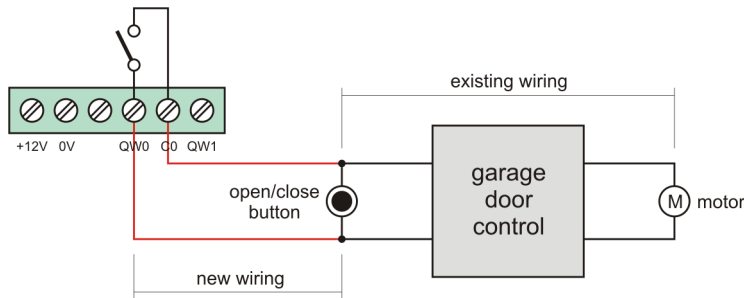 existing wiring
+12V 0V QW0 C0 QW1
garage
door
control
open/close
button
M motor
new wiring